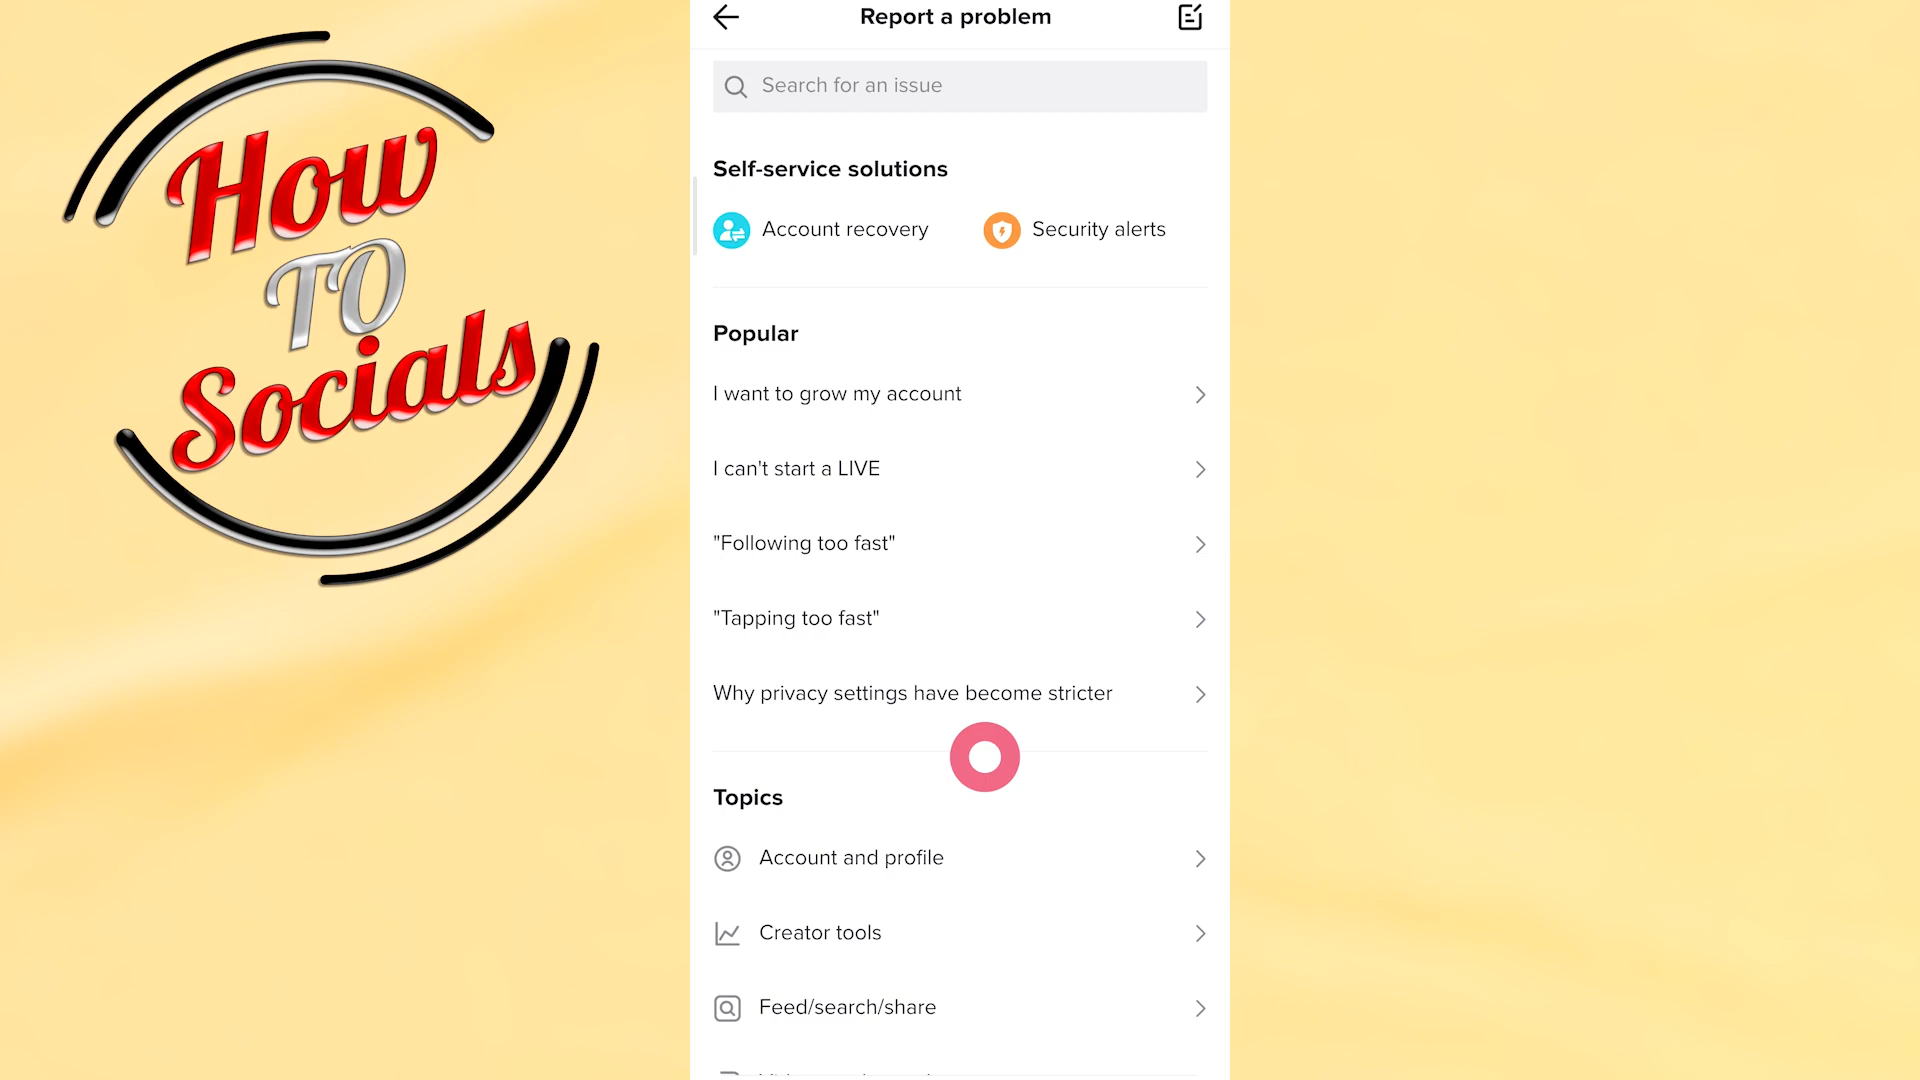 How
TO
Socials
Report a problem
Search for an issue
Self-service solutions
Account recovery
Security alerts
Popular
I want to grow my account
I can't start a LIVE
"Following too fast"
"Tapping too fast"
Why privacy settings have become stricter
Topics
Account and profile
Creator tools
Feed/search/share